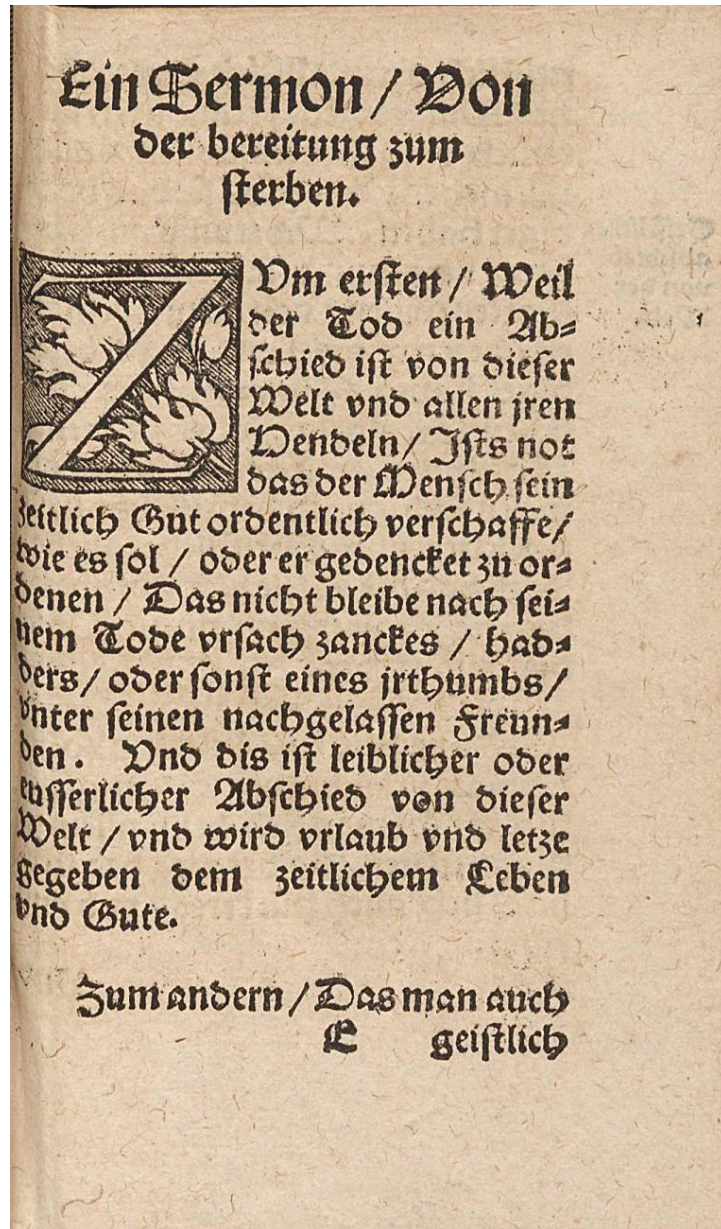 Ein Sermon / Von
der bereitung zum
sterben.
ZVm ersten / Weil
der Tod ein Ab⸗
schied ist von dieser
Welt vnd allen jren
Hendeln / Ists not
das der Mensch sein
zeitlich Gut ordentlich verschaffe /
wie es sol / oder er gedencket zu or⸗
denen / Das nicht bleibe nach sei⸗
nem Tode vrsach zanckes / had⸗
ders / oder sonst eines jrthumbs /
vnter seinen nachgelassen Freun⸗
den. Vnd dis ist leiblicher oder
eusserlicher Abschied von dieser
Welt / vnd wird vrlaub vnd letze
gegeben dem zeitlichem Leben
vnd Gute.
Zum andern / Das man auch
E geistlich